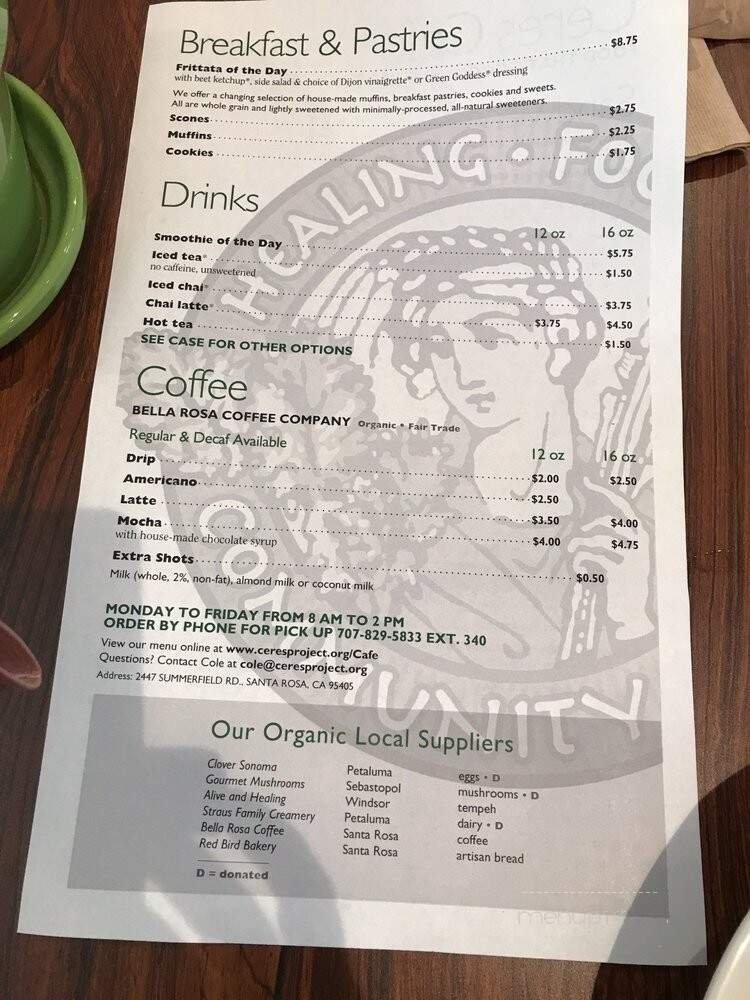 Breakfast & Pastries
Frittata of the Day $8.75
with beet ketchup*, side salad & choice of Dijon vinaigrette* or Green Goddess* dressing
We offer a changing selection of house-made muffins, breakfast pastries, cookies and sweets.
All are whole grain and lightly sweetened with minimally-processed, all-natural sweeteners.
Scones $2.75
Muffins $2.25
Cookies $1.75
HEALING • FOO
Drinks
12 oz 16 oz
Smoothie of the Day $5.75
Iced tea* $1.50
no caffeine, unsweetened
Iced chai* $3.75
Chai latte* $3.75 $4.50
Hot tea $1.50
SEE CASE FOR OTHER OPTIONS
Coffee
BELLA ROSA COFFEE COMPANY Organic • Fair Trade
Regular & Decaf Available
12 oz 16 oz
Drip $2.00 $2.50
Americano $2.50
Latte $3.50 $4.00
Mocha $4.00 $4.75
with house-made chocolate syrup
Extra Shots $0.50
Milk (whole, 2%, non-fat), almond milk or coconut milk
COMMUNITY
MONDAY TO FRIDAY FROM 8 AM TO 2 PM
ORDER BY PHONE FOR PICK UP 707-829-5833 EXT. 340
View our menu online at www.ceresproject.org/Cafe
Questions? Contact Cole at cole@ceresproject.org
Address: 2447 SUMMERFIELD RD., SANTA ROSA, CA 95405
Our Organic Local Suppliers
Clover Sonoma Petaluma eggs • D
Gourmet Mushrooms Sebastopol mushrooms • D
Alive and Healing Windsor tempeh
Straus Family Creamery Petaluma dairy • D
Bella Rosa Coffee Santa Rosa coffee
Red Bird Bakery Santa Rosa artisan bread
D = donated